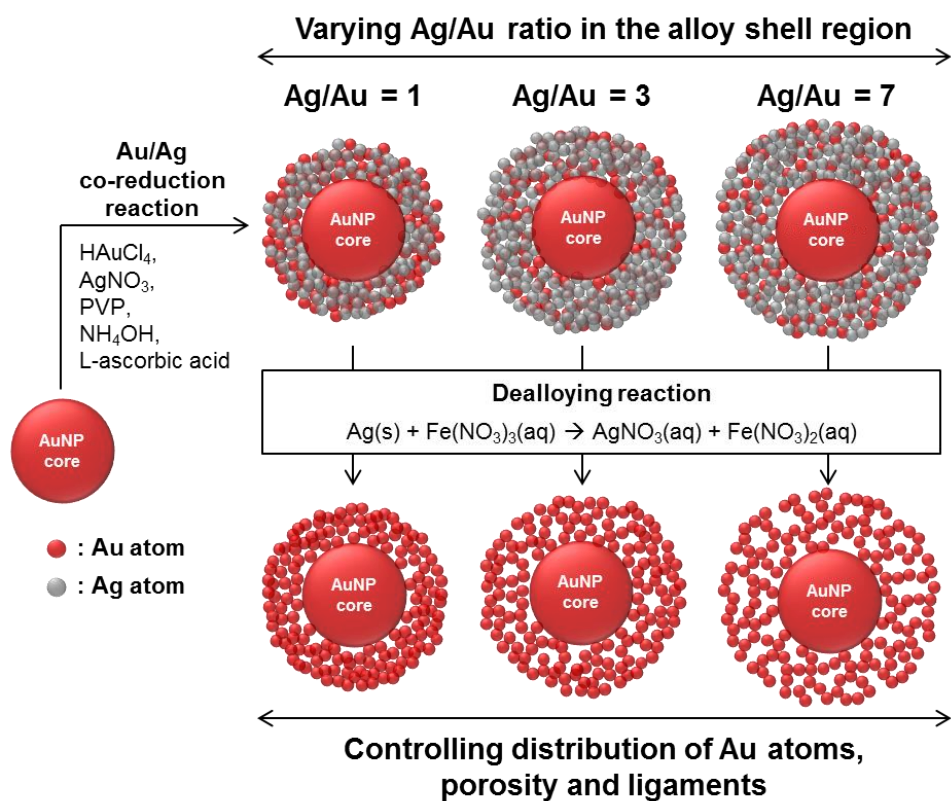 Varying Ag/Au ratio in the alloy shell region
Ag/Au = 1
Ag/Au = 3
Ag/Au = 7
Au/Ag
co-reduction
reaction
HAuCl₄,
AgNO₃,
PVP,
NH₄OH,
L-ascorbic acid
AuNP
core
AuNP
core
AuNP
core
AuNP
core
Dealloying reaction
Ag(s) + Fe(NO₃)₃(aq) → AgNO₃(aq) + Fe(NO₃)₂(aq)
: Au atom
: Ag atom
AuNP
core
AuNP
core
AuNP
core
Controlling distribution of Au atoms,
porosity and ligaments